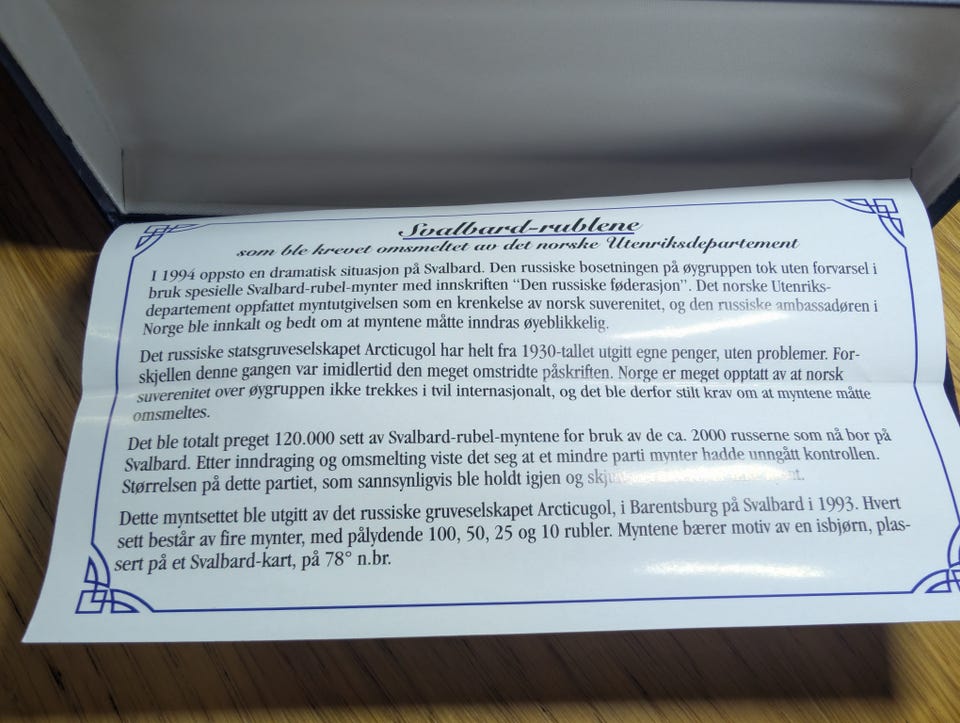 Svalbard-rublene
som ble krevet omsmeltet av det norske Utenriksdepartement
I 1994 oppsto en dramatisk situasjon på Svalbard. Den russiske bosetningen på øygruppen tok uten forvarsel i
bruk spesielle Svalbard-rubel-mynter med innskriften “Den russiske føderasjon”. Det norske Utenriks-
departement oppfattet myntutgivelsen som en krenkelse av norsk suverenitet, og den russiske ambassadøren i
Norge ble innkalt og bedt om at myntene måtte inndras øyeblikkelig.
Det russiske statsgruveselskapet Arcticugol har helt fra 1930-tallet utgitt egne penger, uten problemer. For-
skjellen denne gangen var imidlertid den meget omstridte påskriften. Norge er meget opptatt av at norsk
suverenitet over øygruppen ikke trekkes i tvil internasjonalt, og det ble derfor stilt krav om at myntene måtte
omsmeltes.
Det ble totalt preget 120.000 sett av Svalbard-rubel-myntene for bruk av de ca. 2000 russerne som nå bor på
Svalbard. Etter inndraging og omsmelting viste det seg at et mindre parti mynter hadde unngått kontrollen.
Størrelsen på dette partiet, som sannsynligvis ble holdt igjen og
Dette myntsettet ble utgitt av det russiske gruveselskapet Arcticugol, i Barentsburg på Svalbard i 1993. Hvert
sett består av fire mynter, med pålydende 100, 50, 25 og 10 rubler. Myntene bærer motiv av en isbjørn, plas-
sert på et Svalbard-kart, på 78° n.br.